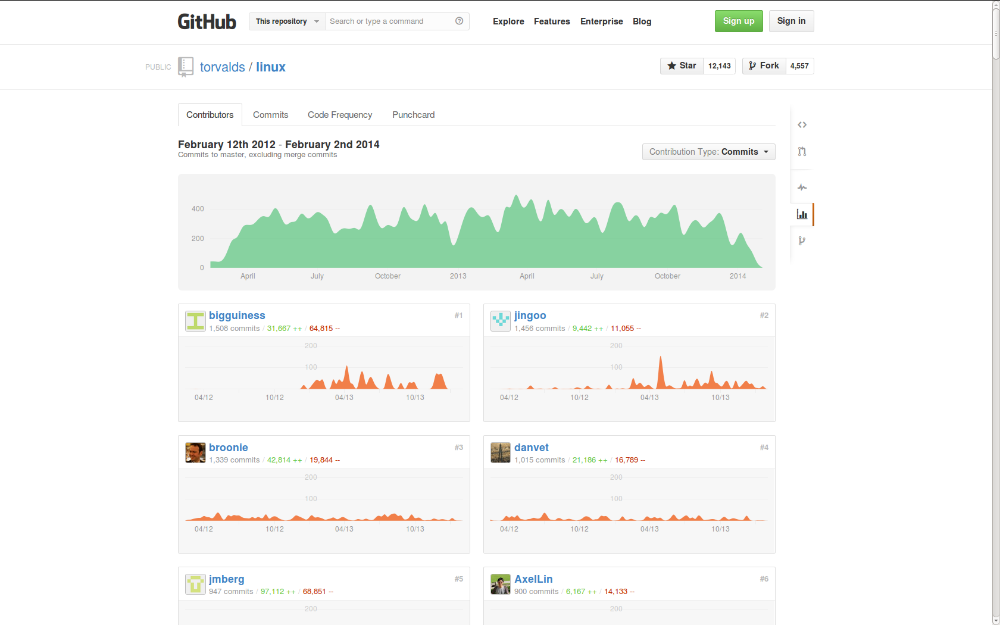 GitHub This repository Search or type a command Explore Features Enterprise Blog Sign up Sign in
PUBLIC torvalds / linux Star 12,143 Fork 4,557
Contributors Commits Code Frequency Punchcard
February 12th 2012 - February 2nd 2014
Commits to master, excluding merge commits
Contribution Type: Commits
400
200
0
April July October 2013 April July October 2014
bigguiness #1
1,508 commits / 31,667 ++ / 64,815 --
200
100
04/12 10/12 04/13 10/13
jingoo #2
1,456 commits / 9,442 ++ / 11,055 --
200
100
04/12 10/12 04/13 10/13
broonie #3
1,339 commits / 42,814 ++ / 19,844 --
200
100
04/12 10/12 04/13 10/13
danvet #4
1,015 commits / 21,186 ++ / 16,789 --
200
100
04/12 10/12 04/13 10/13
jmberg #5
947 commits / 97,112 ++ / 68,851 --
200
AxelLin #6
900 commits / 6,167 ++ / 14,133 --
200